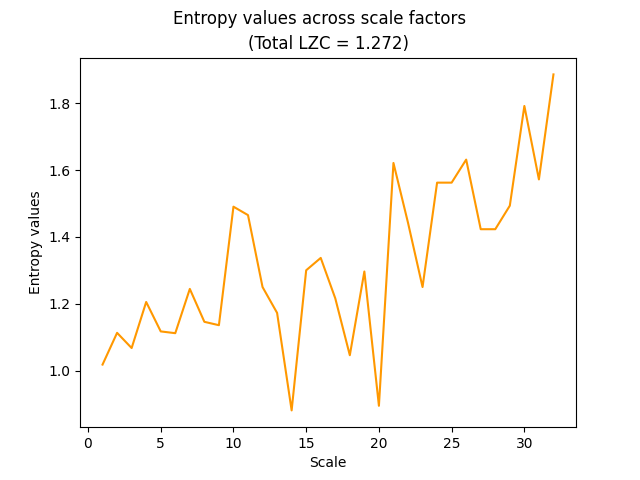 Entropy values across scale factors
(Total LZC = 1.272)
1.8
1.6
1.4
1.2
1.0
Entropy values
0 5 10 15 20 25 30
Scale